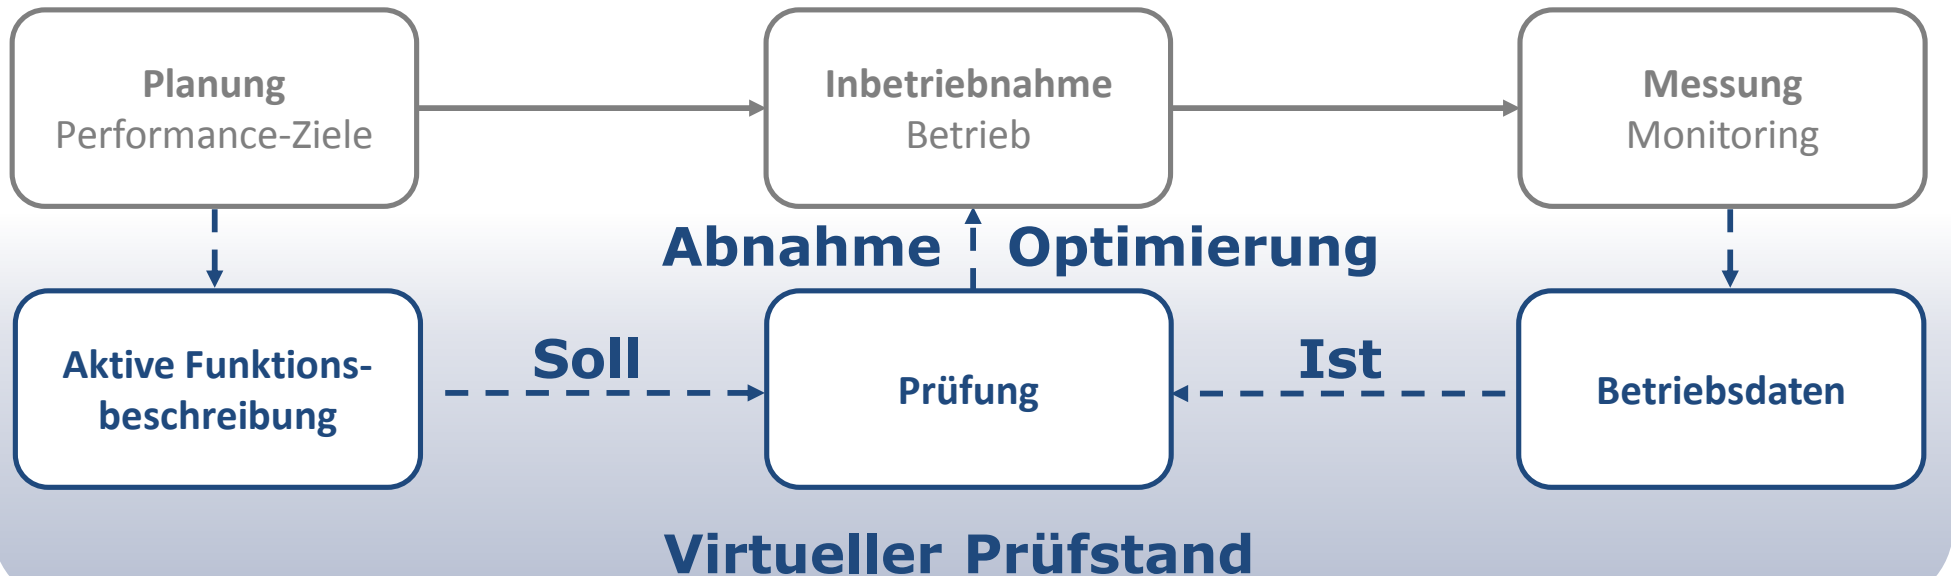 Planung
Performance-Ziele
Inbetriebnahme
Betrieb
Messung
Monitoring
Abnahme
Optimierung
Aktive Funktions-
beschreibung
Soll
Prüfung
Ist
Betriebsdaten
Virtueller Prüfstand